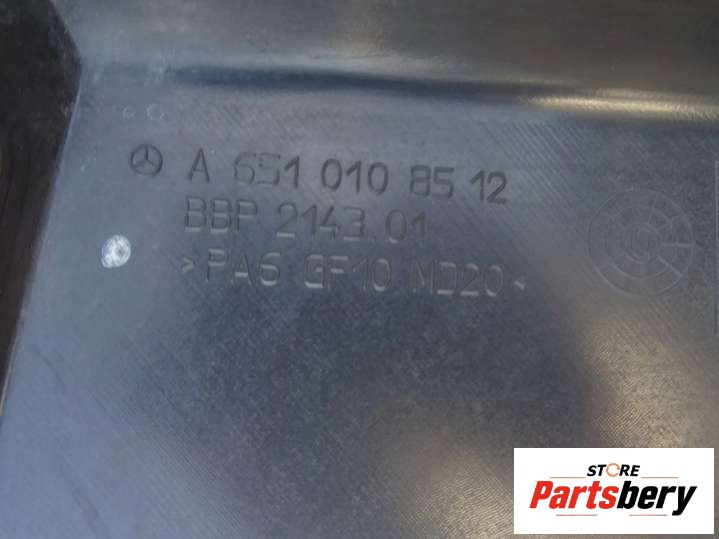 A 651 010 85 12
BBP 2143.01
>PA6 GF10 MD20<
STORE
Partsbery